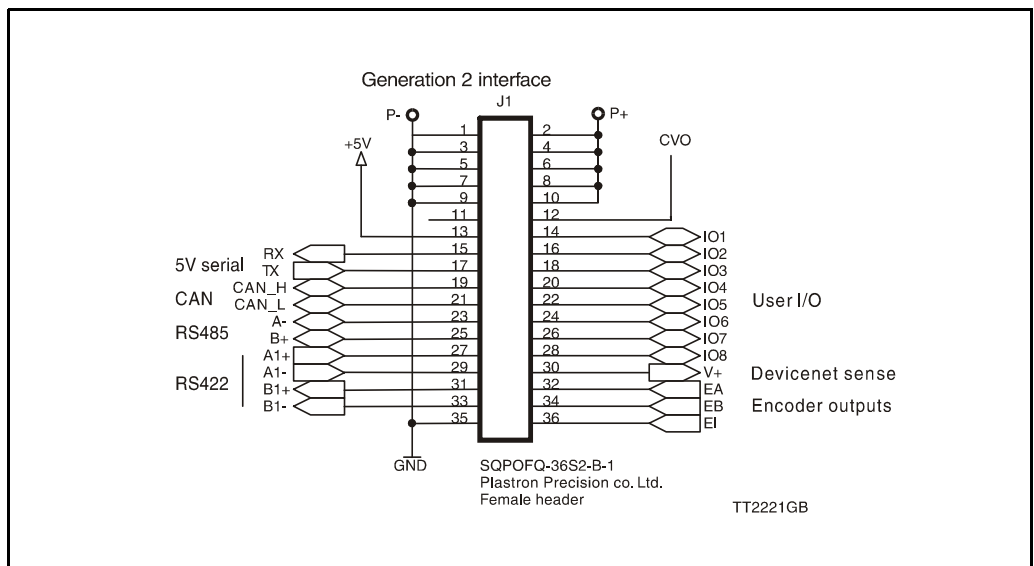 Generation 2 interface
J1
P- P+
+5V CVO
1 2
3 4
5 6
7 8
9 10
11 12
13 14 IO1
RX 15 16 IO2
5V serial TX 17 18 IO3
CAN_H 19 20 IO4
CAN CAN_L 21 22 IO5 User I/O
A- 23 24 IO6
RS485 B+ 25 26 IO7
A1+ 27 28 IO8
RS422 A1- 29 30 V+ Devicenet sense
B1+ 31 32 EA
B1- 33 34 EB Encoder outputs
35 36 EI
GND
SQPOFQ-36S2-B-1
Plastron Precision co. Ltd.
Female header
TT2221GB